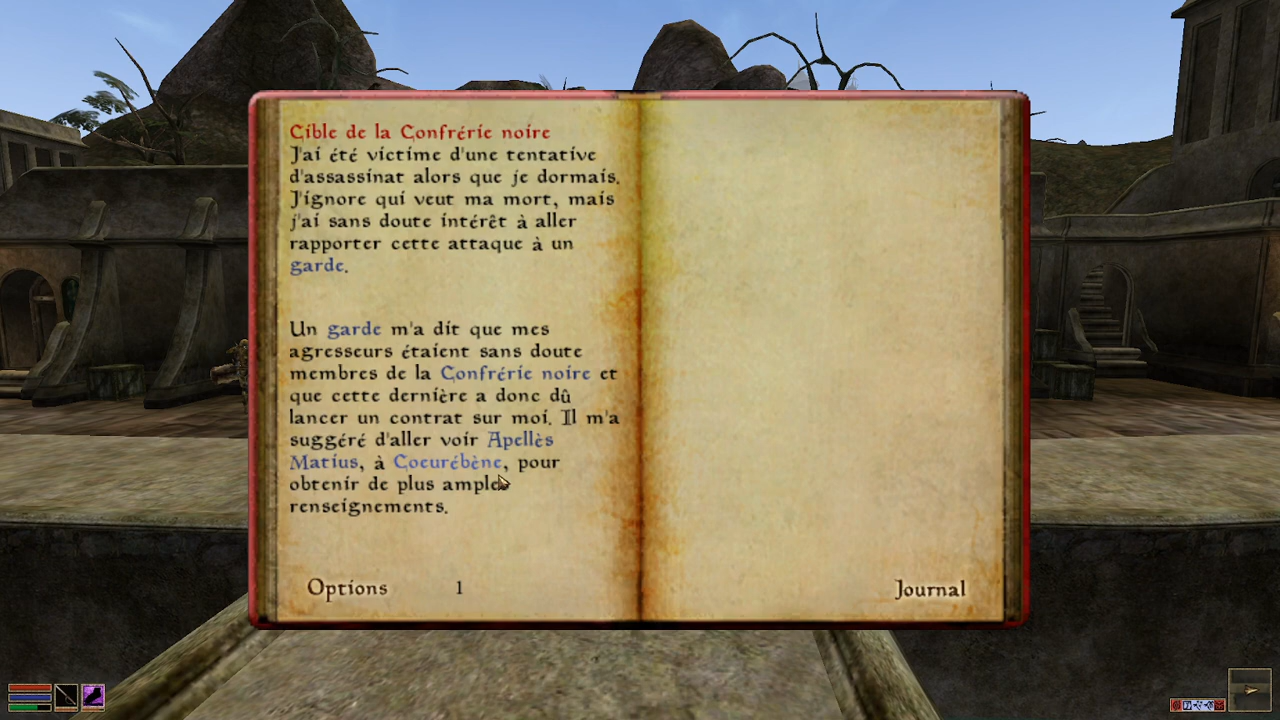 Cible de la Confrérie noire
J'ai été victime d'une tentative
d'assassinat alors que je dormais.
J'ignore qui veut ma mort, mais
j'ai sans doute intérêt à aller
rapporter cette attaque à un
garde.
Un garde m'a dit que mes
agresseurs étaient sans doute
membres de la Confrérie noire et
que cette dernière a donc dû
lancer un contrat sur moi. Il m'a
suggéré d'aller voir Apellès
Matius, à Coeurébène, pour
obtenir de plus amples
renseignements.
Options 1 Journal